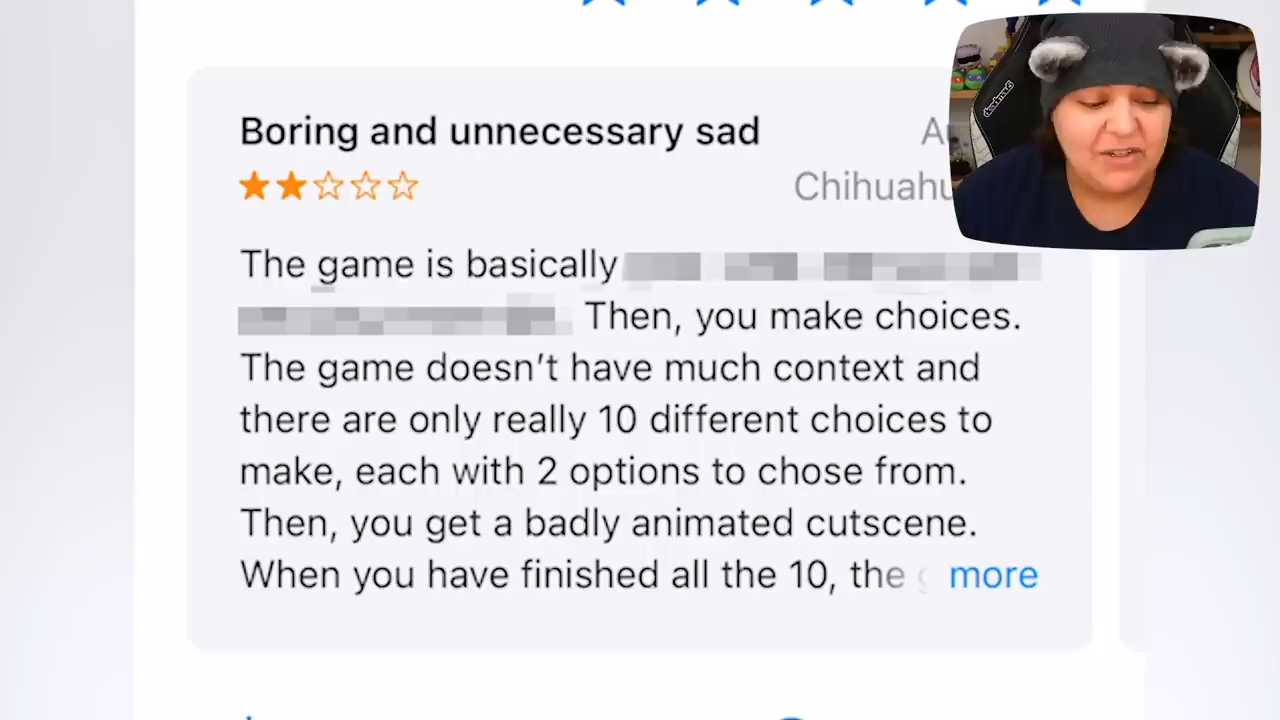 Boring and unnecessary sad
The game is basically
Then, you make choices.
The game doesn’t have much context and
there are only really 10 different choices to
make, each with 2 options to chose from.
Then, you get a badly animated cutscene.
When you have finished all the 10, the
more